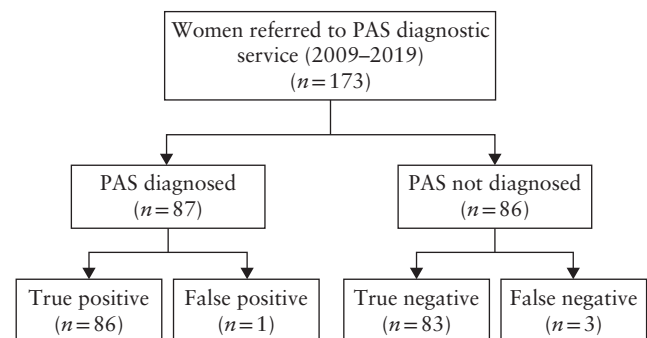 Women referred to PAS diagnostic
service (2009–2019)
(n=173)
PAS diagnosed
(n=87)
PAS not diagnosed
(n=86)
True positive
(n=86)
False positive
(n=1)
True negative
(n=83)
False negative
(n=3)